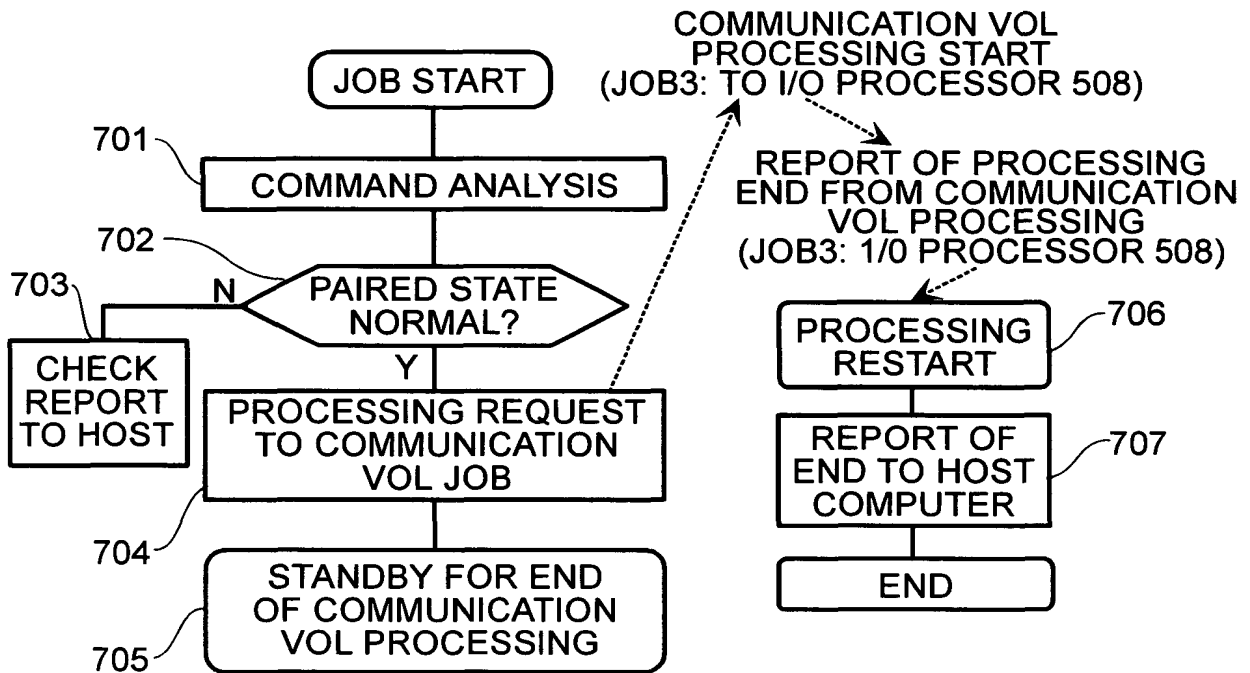 JOB START
701
COMMAND ANALYSIS
702
PAIRED STATE
NORMAL?
N
703
CHECK
REPORT
TO HOST
Y
PROCESSING REQUEST
TO COMMUNICATION
VOL JOB
704
STANDBY FOR END
OF COMMUNICATION
VOL PROCESSING
705
COMMUNICATION VOL
PROCESSING START
(JOB3: TO I/O PROCESSOR 508)
REPORT OF PROCESSING
END FROM COMMUNICATION
VOL PROCESSING
(JOB3: 1/0 PROCESSOR 508)
PROCESSING
RESTART
706
REPORT OF
END TO HOST
COMPUTER
707
END